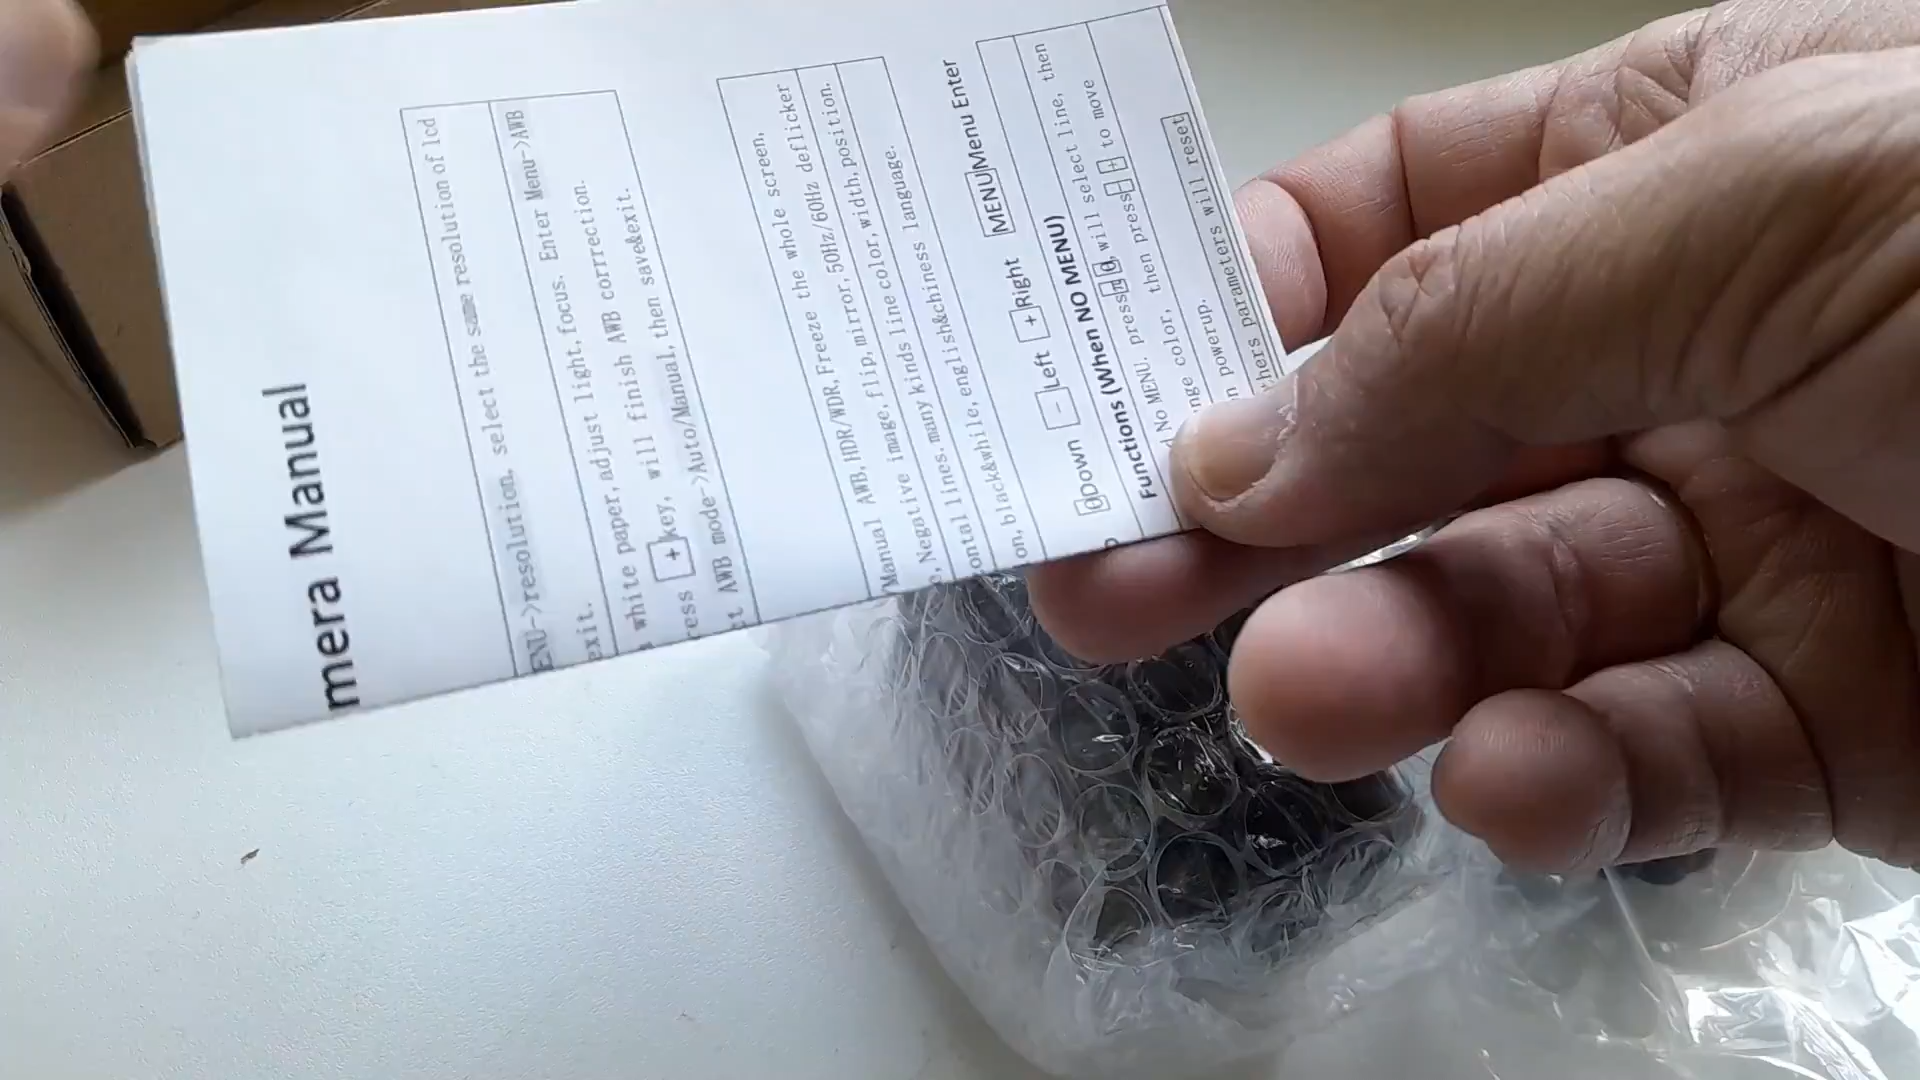 mera Manual
same resolution of lcd
ENU->resolution, select the
Enter Menu->AWB
exit.
white paper, adjust light, focus.
ress + key, will finish AWB corrrection.
ct AWB mode->Auto/Manual, then save&exit.
Manual AWB, HDR/WDR, Freeze the whole screen,
e, Negative image, flip, mirror, 50Hz/60Hz deflicker
ontal lines. many kinds line color, width, position.
on, black&while, english&chiness language.
0 Down - Left + Right MENU Menu Enter
Functions (When NO MENU)
d NO MENU. press 0, will select line, then
nge color, then press - + to move
n powerup.
hers parameters will reset